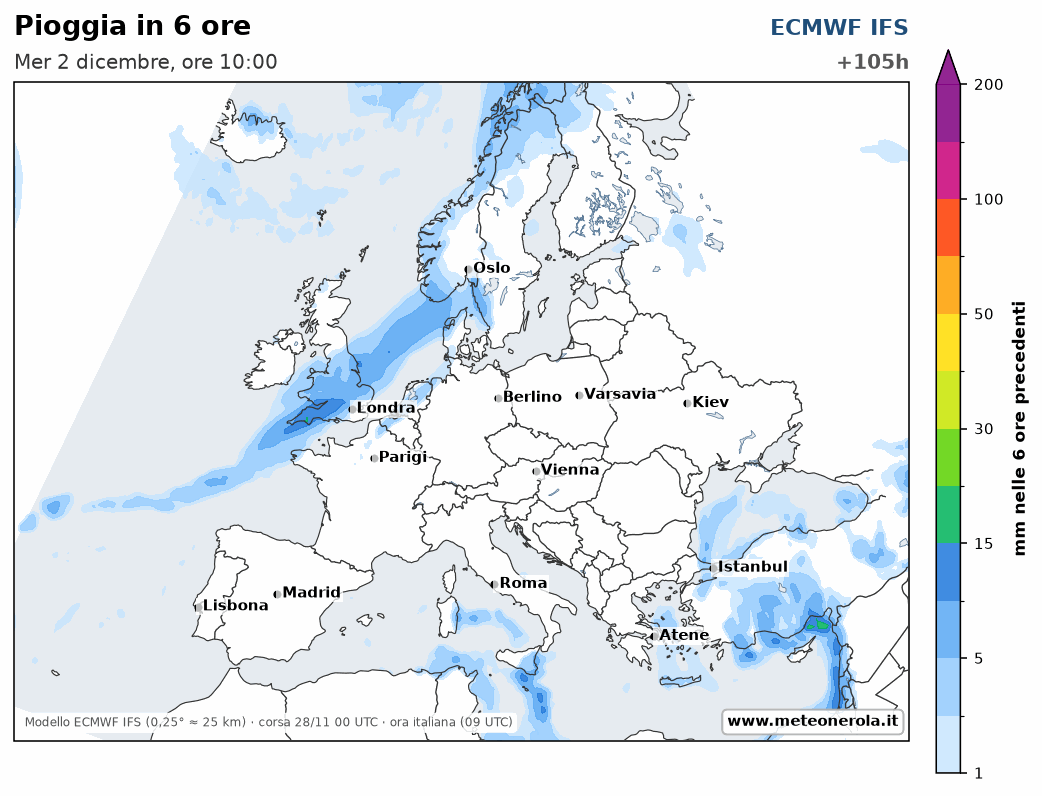 Pioggia in 6 ore
ECMWF IFS
Mer 2 dicembre, ore 10:00
+105h
200
100
50
30
15
5
1
mm nelle 6 ore precedenti
Oslo
Londra
Berlino
Varsavia
Kiev
Parigi
Vienna
Istanbul
Roma
Madrid
Lisbona
Atene
Modello ECMWF IFS (0,25° ≈ 25 km) · corsa 28/11 00 UTC · ora italiana (09 UTC)
www.meteonerola.it